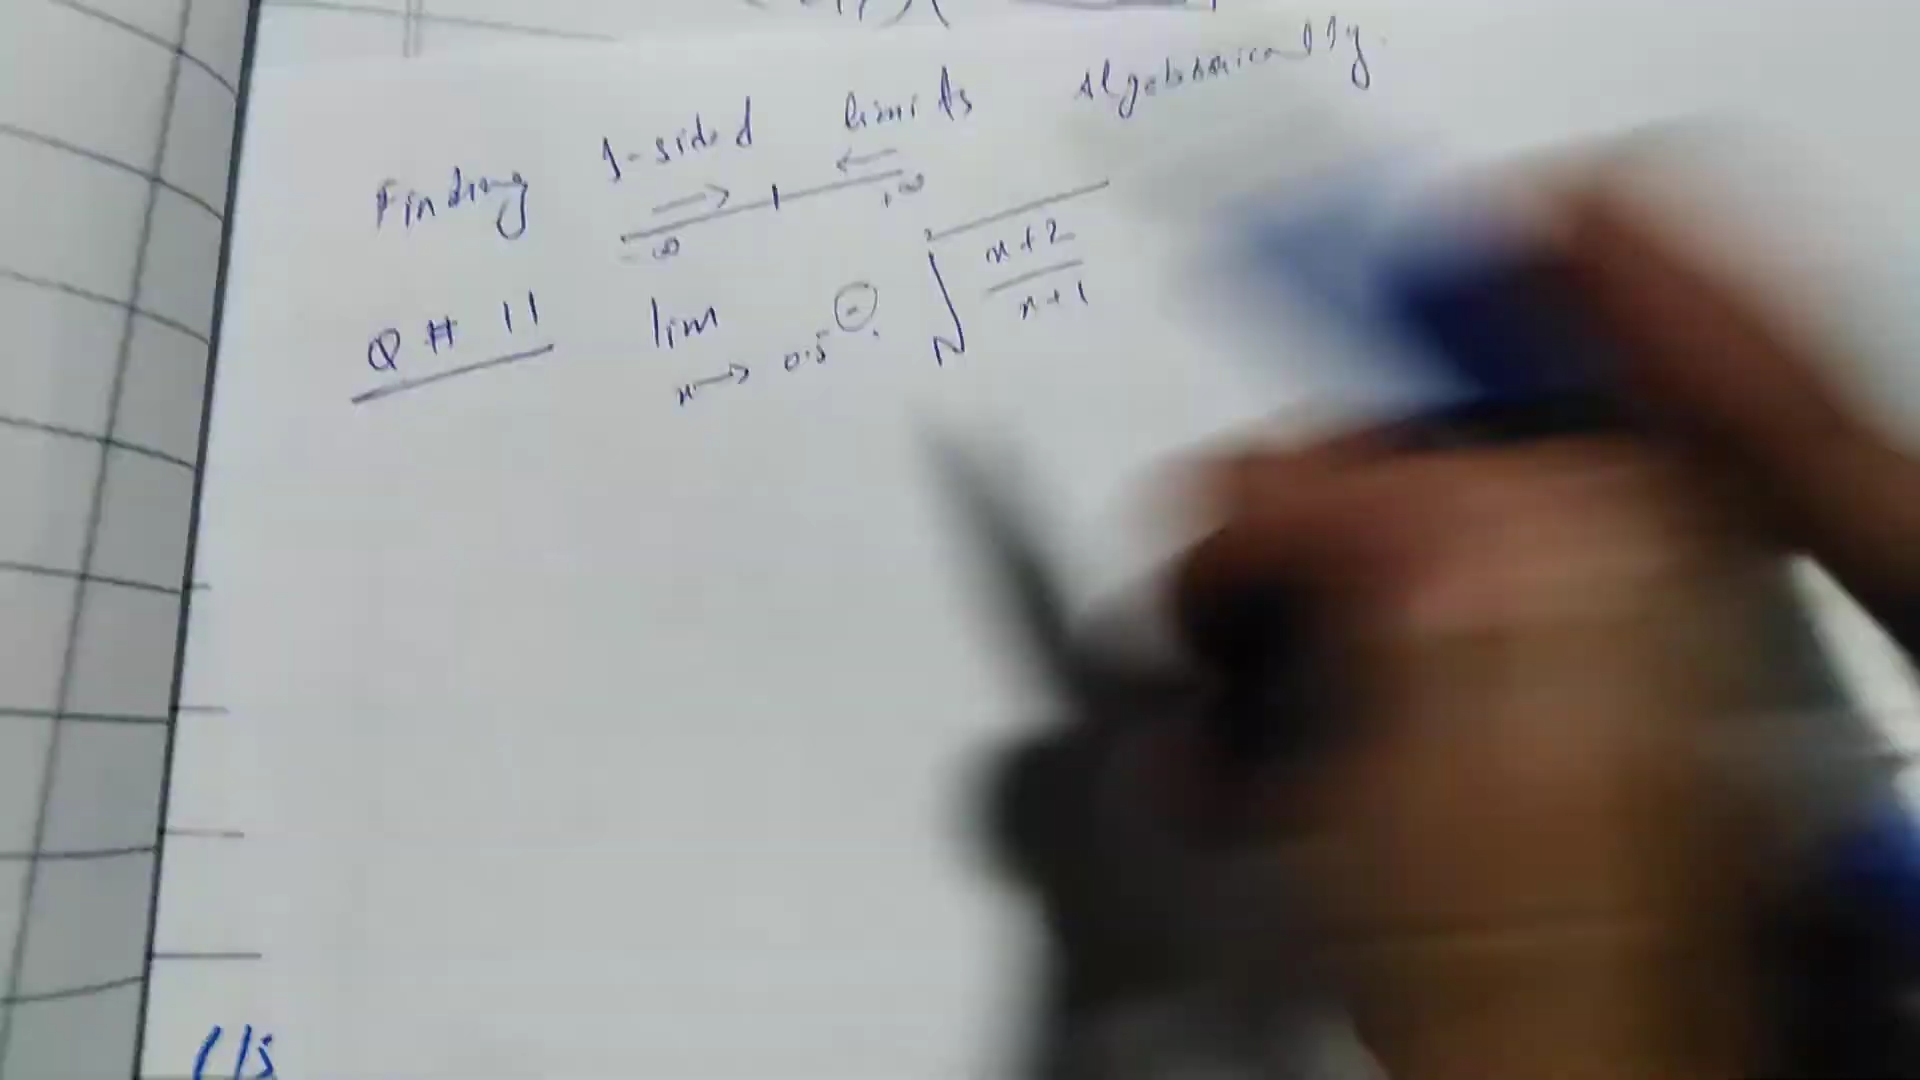 Finding 1-sided limits Algebraically.
-∞ +∞
Q # 11 lim x→0.5⁻ √((x+2)/(x+1))